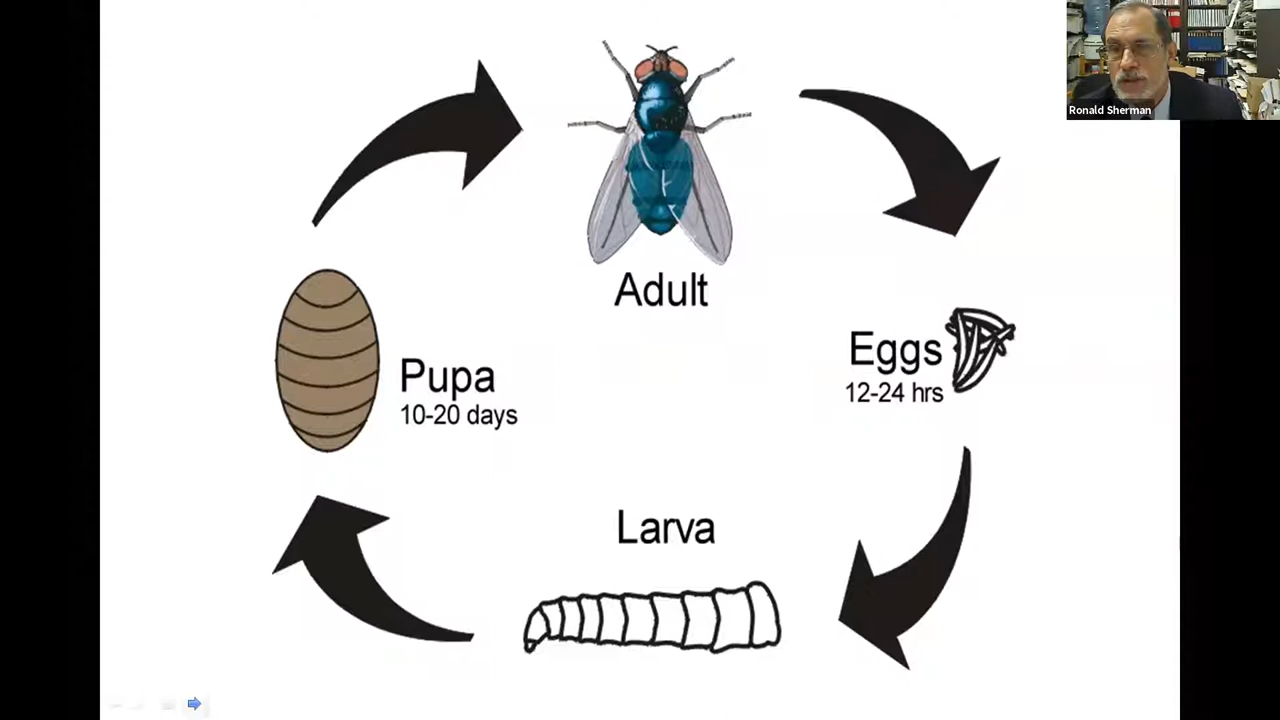 Ronald Sherman
Adult
Eggs
12-24 hrs
Pupa
10-20 days
Larva